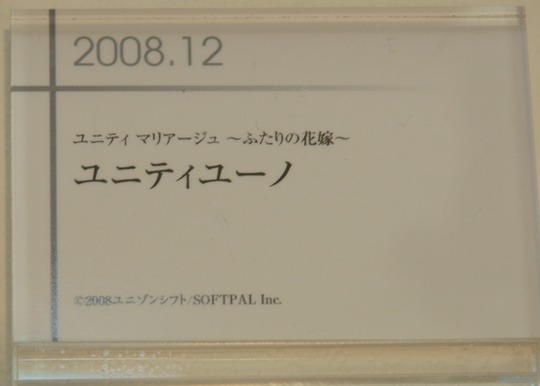 2008.12
ユニティ マリアージュ ～ふたりの花嫁～
ユニティユーノ
©2008ユニゾンシフト/SOFTPAL Inc.